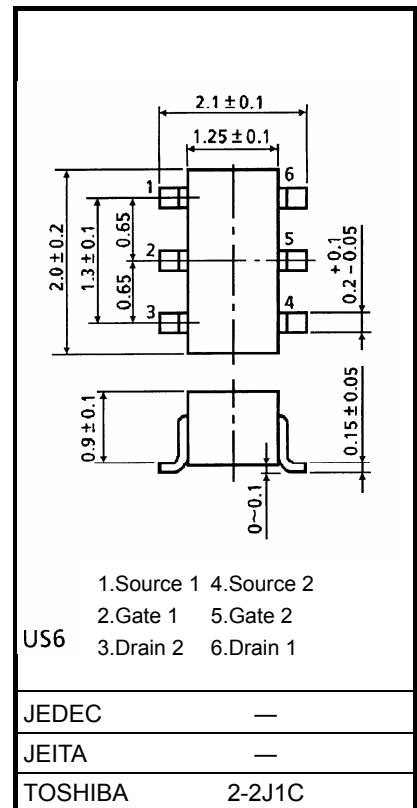 2.1±0.1
1.25±0.1
1
6
2.0±0.2
1.3±0.1
0.65
2
5
0.65
3
4
+0.1
0.2-0.05
0.9±0.1
0.15±0.05
0~0.1
1.Source 1 4.Source 2
2.Gate 1 5.Gate 2
US6 3.Drain 2 6.Drain 1
JEDEC —
JEITA —
TOSHIBA 2-2J1C